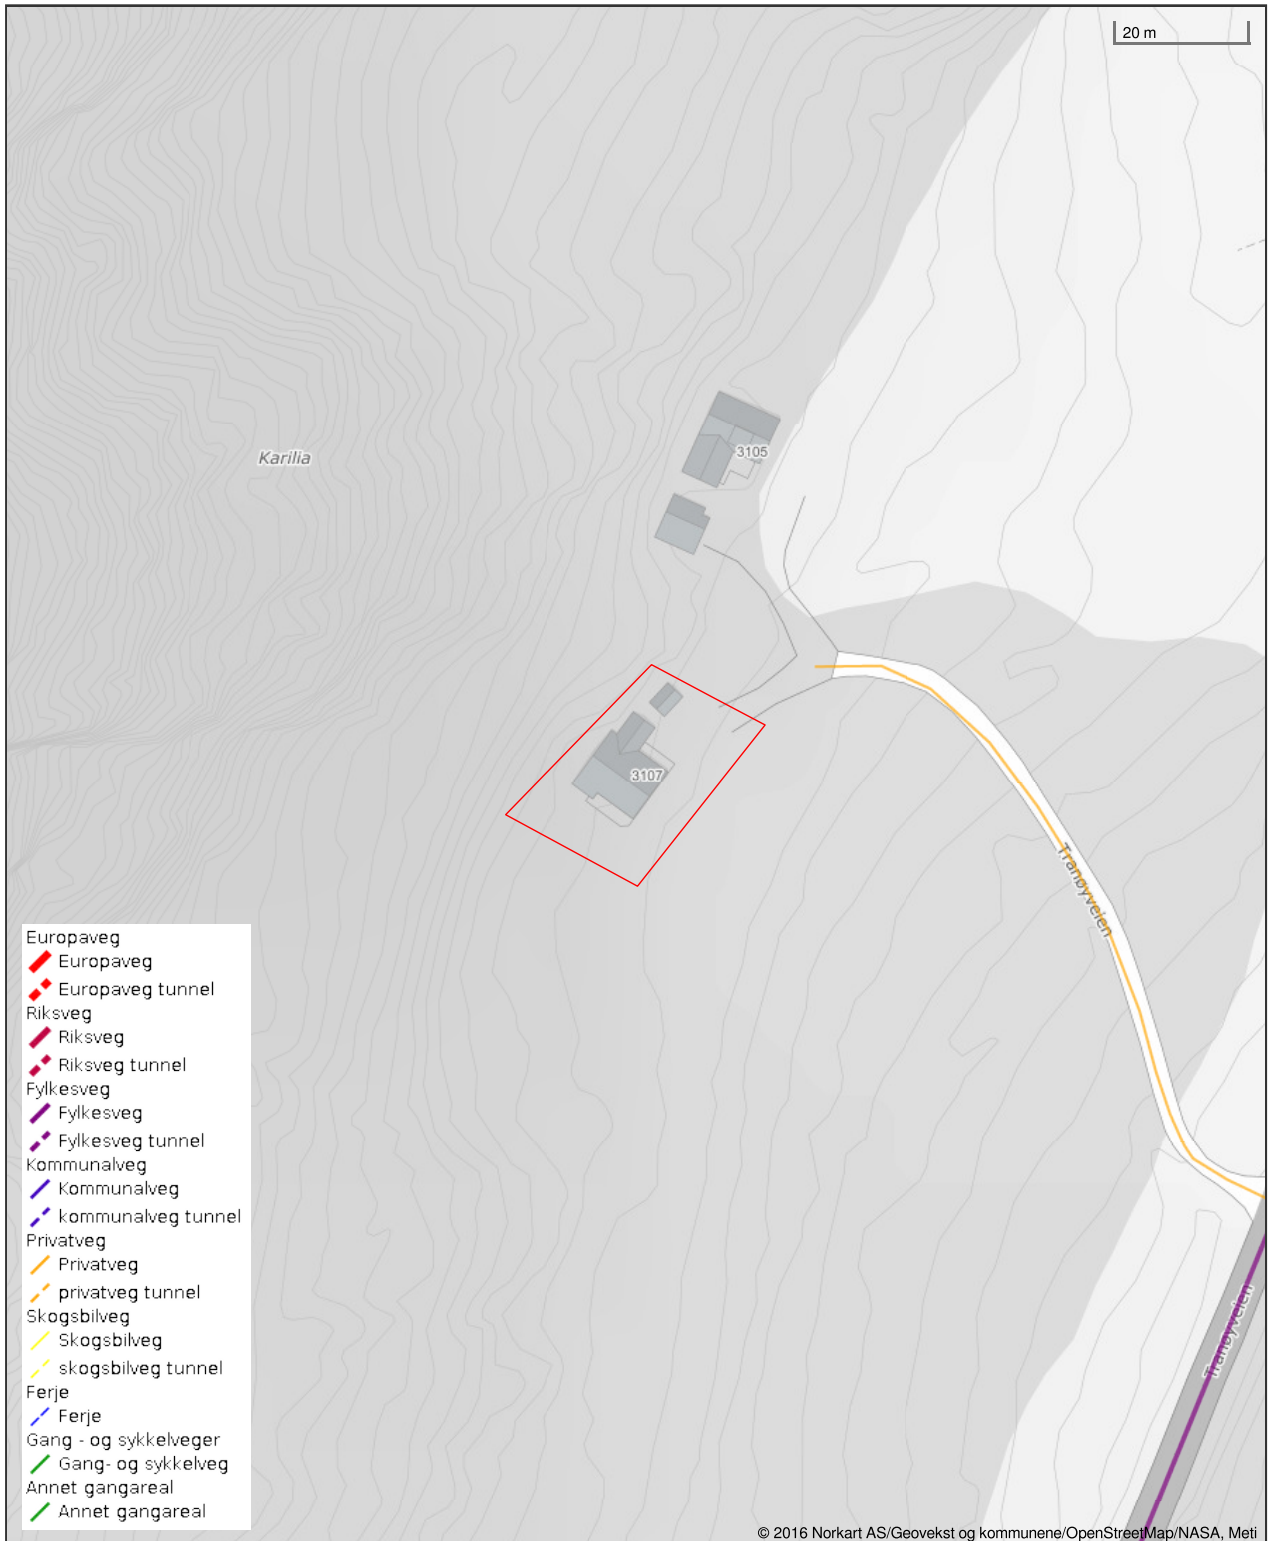 20 m
3105
Karilia
3107
Tranøyveien
Europaveg
Europaveg
Europaveg tunnel
Riksveg
Riksveg
Riksveg tunnel
Fylkesveg
Fylkesveg
Fylkesveg tunnel
Kommunalveg
Kommunalveg
kommunalveg tunnel
Privatveg
Privatveg
privatveg tunnel
Skogsbilveg
Skogsbilveg
skogsbilveg tunnel
Ferje
Ferje
Gang - og sykkelveger
Gang- og sykkelveg
Annet gangareal
Annet gangareal
Tranøyveien
© 2016 Norkart AS/Geovekst og kommunene/OpenStreetMap/NASA, Meti